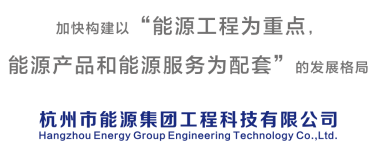 加快构建以“能源工程为重点,
能源产品和能源服务为配套”的发展格局
杭州市能源集团工程科技有限公司
Hangzhou Energy Group Engineering Technology Co.,Ltd.